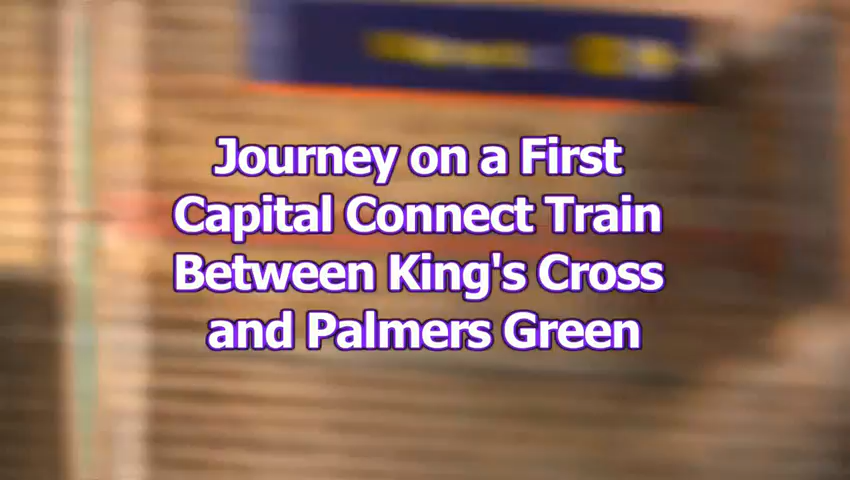 Journey on a First
Capital Connect Train
Between King's Cross
and Palmers Green